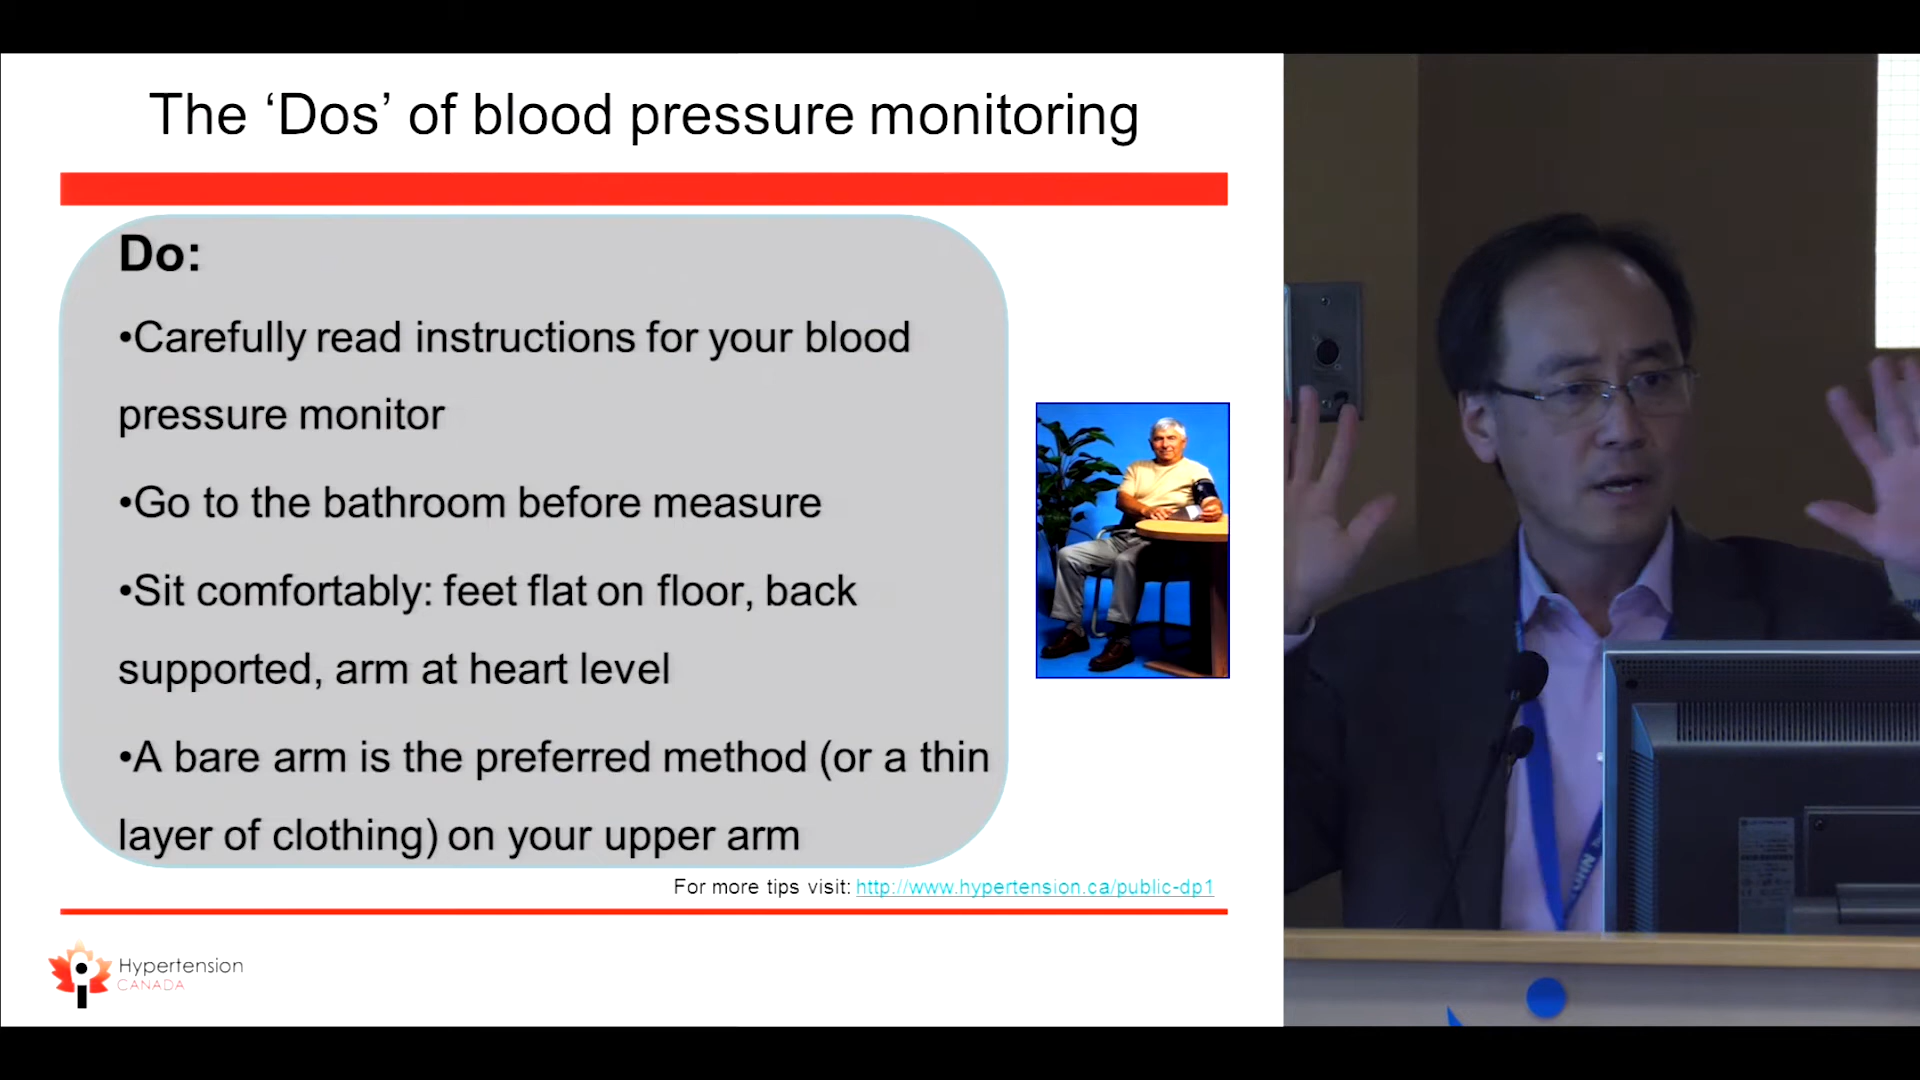 The ‘Dos’ of blood pressure monitoring
Do:
•Carefully read instructions for your blood
pressure monitor
•Go to the bathroom before measure
•Sit comfortably: feet flat on floor, back
supported, arm at heart level
•A bare arm is the preferred method (or a thin
layer of clothing) on your upper arm
For more tips visit: http://www.hypertension.ca/public-dp1
Hypertension
CANADA
UHN